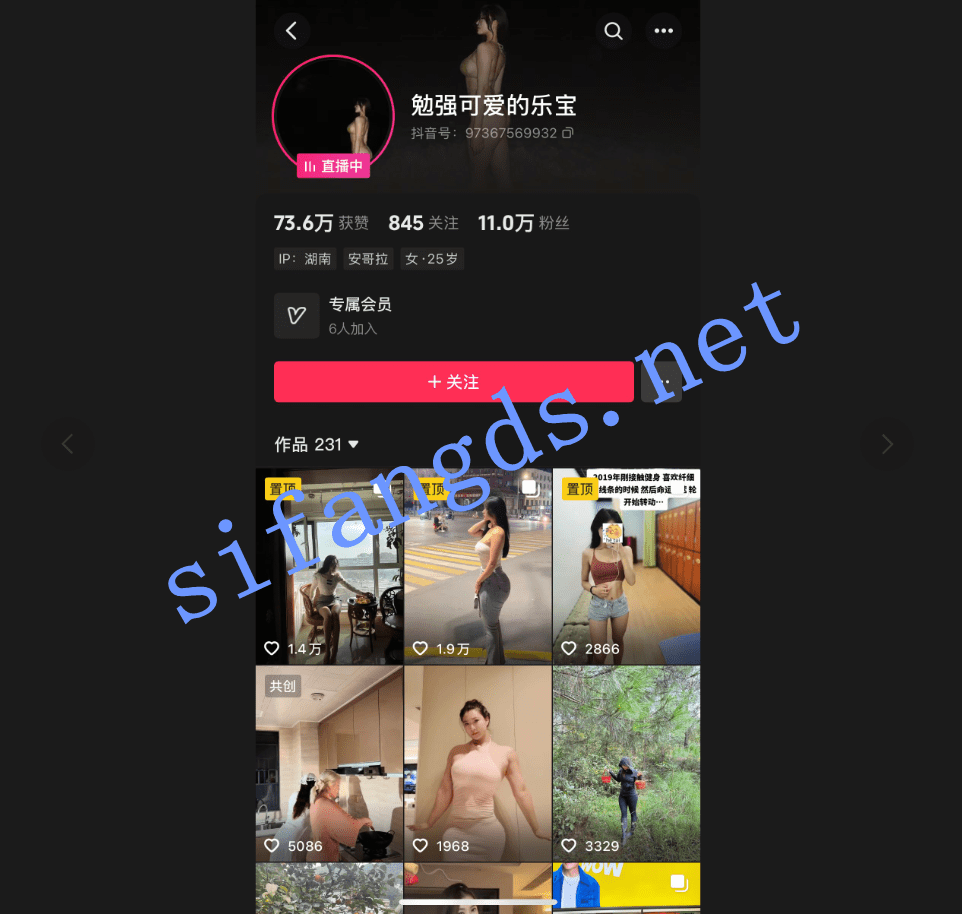 勉强可爱的乐宝
抖音号：97367569932
直播中
73.6万 获赞 845 关注 11.0万 粉丝
IP：湖南 安哥拉 女·25岁
专属会员
6人加入
+ 关注
作品 231
置顶
置顶
置顶
2019年刚接触健身 喜欢纤细
线条的时候 然后命运 轮
开始转动…
1.4万
1.9万
2866
共创
5086
1968
3329
sifangds.net